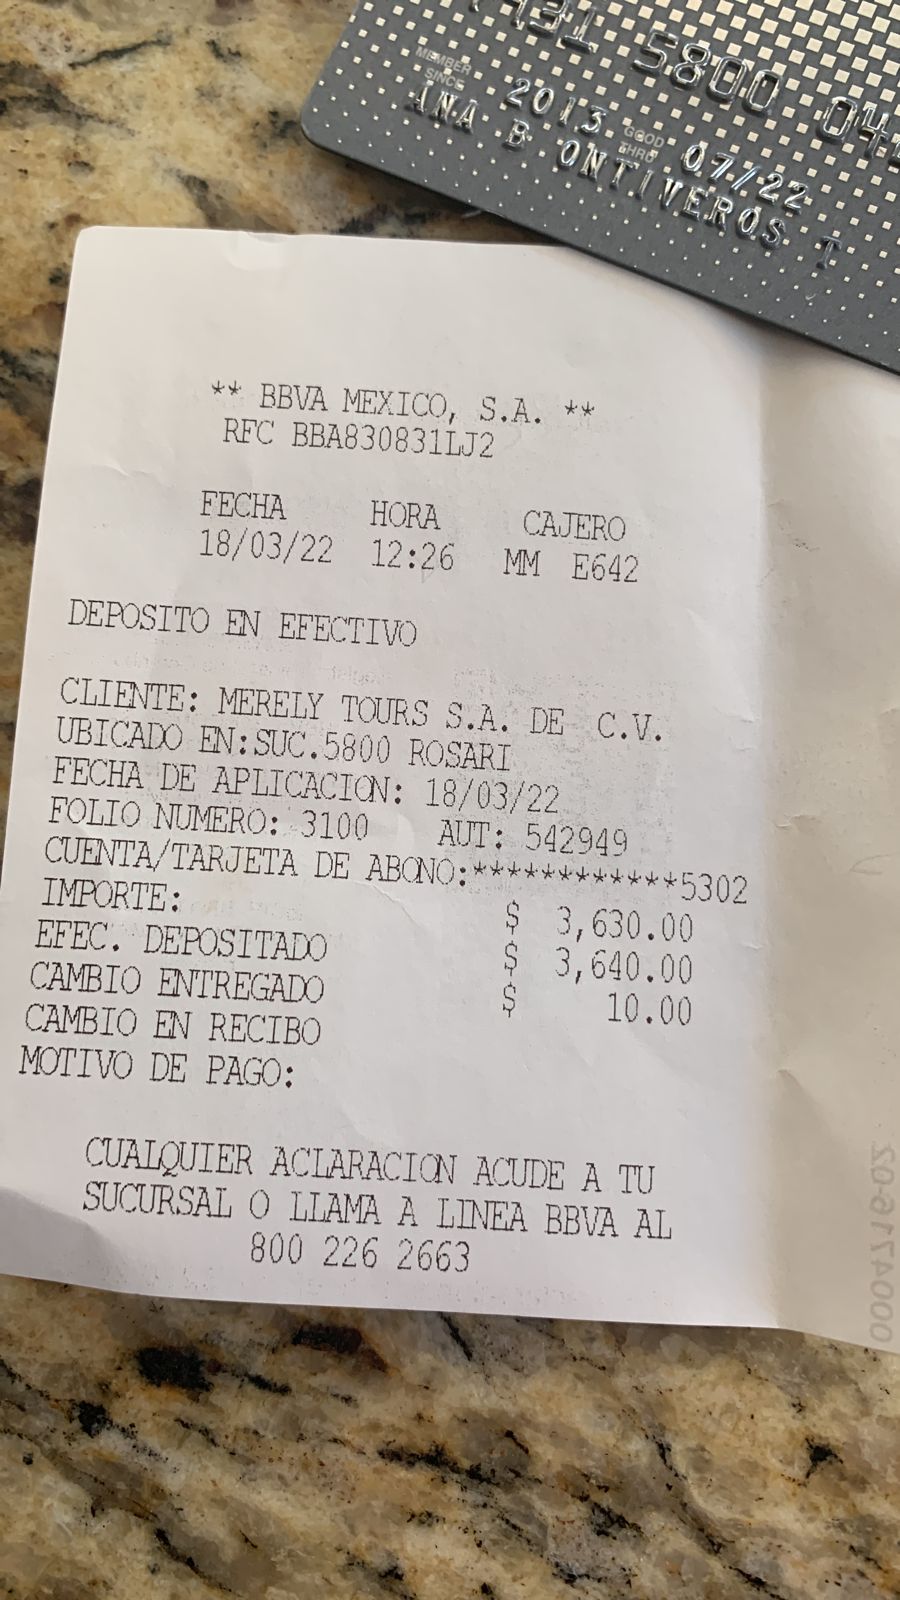 5800
MEMBER
SINCE
2013
GOOD
THRU
07/22
ANA B ONTIVEROS T
** BBVA MEXICO, S.A. **
RFC BBA830831LJ2
FECHA HORA CAJERO
18/03/22 12:26 MM E642
DEPOSITO EN EFECTIVO
CLIENTE: MERELY TOURS S.A. DE C.V.
UBICADO EN:SUC.5800 ROSARI
FECHA DE APLICACION: 18/03/22
FOLIO NUMERO: 3100 AUT: 542949
CUENTA/TARJETA DE ABONO:************5302
IMPORTE: $ 3,630.00
EFEC. DEPOSITADO $ 3,640.00
CAMBIO ENTREGADO $ 10.00
CAMBIO EN RECIBO
MOTIVO DE PAGO:
CUALQUIER ACLARACION ACUDE A TU
SUCURSAL O LLAMA A LINEA BBVA AL
800 226 2663